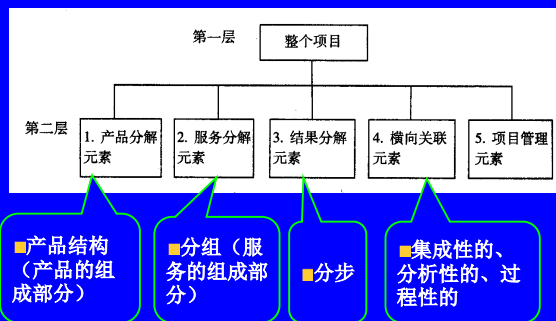 第一层
整个项目
第二层
1. 产品分解
元素
2. 服务分解
元素
3. 结果分解
元素
4. 横向关联
元素
5. 项目管理
元素
■产品结构
（产品的组
成部分）
■分组（服
务的组成部
分）
■分步
■集成性的、
分析性的、过
程性的